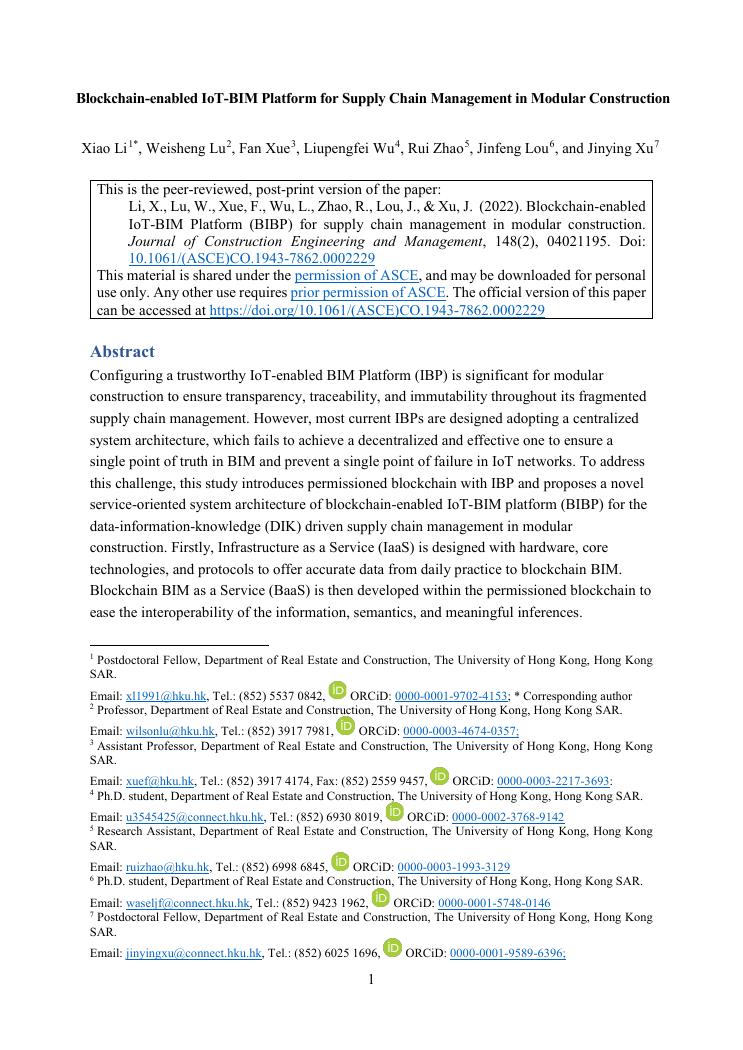 Blockchain-enabled IoT-BIM Platform for Supply Chain Management in Modular Construction
Xiao Li1*, Weisheng Lu2, Fan Xue3, Liupengfei Wu4, Rui Zhao5, Jinfeng Lou6, and Jinying Xu7
This is the peer-reviewed, post-print version of the paper:
Li, X., Lu, W., Xue, F., Wu, L., Zhao, R., Lou, J., & Xu, J. (2022). Blockchain-enabled
IoT-BIM Platform (BIBP) for supply chain management in modular construction.
Journal of Construction Engineering and Management, 148(2), 04021195. Doi:
10.1061/(ASCE)CO.1943-7862.0002229
This material is shared under the permission of ASCE, and may be downloaded for personal
use only. Any other use requires prior permission of ASCE. The official version of this paper
can be accessed at https://doi.org/10.1061/(ASCE)CO.1943-7862.0002229
Abstract
Configuring a trustworthy IoT-enabled BIM Platform (IBP) is significant for modular
construction to ensure transparency, traceability, and immutability throughout its fragmented
supply chain management. However, most current IBPs are designed adopting a centralized
system architecture, which fails to achieve a decentralized and effective one to ensure a
single point of truth in BIM and prevent a single point of failure in IoT networks. To address
this challenge, this study introduces permissioned blockchain with IBP and proposes a novel
service-oriented system architecture of blockchain-enabled IoT-BIM platform (BIBP) for the
data-information-knowledge (DIK) driven supply chain management in modular
construction. Firstly, Infrastructure as a Service (IaaS) is designed with hardware, core
technologies, and protocols to offer accurate data from daily practice to blockchain BIM.
Blockchain BIM as a Service (BaaS) is then developed within the permissioned blockchain to
ease the interoperability of the information, semantics, and meaningful inferences.
1 Postdoctoral Fellow, Department of Real Estate and Construction, The University of Hong Kong, Hong Kong
SAR.
Email: xl1991@hku.hk, Tel.: (852) 5537 0842, iD ORCiD: 0000-0001-9702-4153; * Corresponding author
2 Professor, Department of Real Estate and Construction, The University of Hong Kong, Hong Kong SAR.
Email: wilsonlu@hku.hk, Tel.: (852) 3917 7981, iD ORCiD: 0000-0003-4674-0357;
3 Assistant Professor, Department of Real Estate and Construction, The University of Hong Kong, Hong Kong
SAR.
Email: xuef@hku.hk, Tel.: (852) 3917 4174, Fax: (852) 2559 9457, iD ORCiD: 0000-0003-2217-3693:
4 Ph.D. student, Department of Real Estate and Construction, The University of Hong Kong, Hong Kong SAR.
Email: u3545425@connect.hku.hk, Tel.: (852) 6930 8019, iD ORCiD: 0000-0002-3768-9142
5 Research Assistant, Department of Real Estate and Construction, The University of Hong Kong, Hong Kong
SAR.
Email: ruizhao@hku.hk, Tel.: (852) 6998 6845, iD ORCiD: 0000-0003-1993-3129
6 Ph.D. student, Department of Real Estate and Construction, The University of Hong Kong, Hong Kong SAR.
Email: waseljf@connect.hku.hk, Tel.: (852) 9423 1962, iD ORCiD: 0000-0001-5748-0146
7 Postdoctoral Fellow, Department of Real Estate and Construction, The University of Hong Kong, Hong Kong
SAR.
Email: jinyingxu@connect.hku.hk, Tel.: (852) 6025 1696, iD ORCiD: 0000-0001-9589-6396;
1